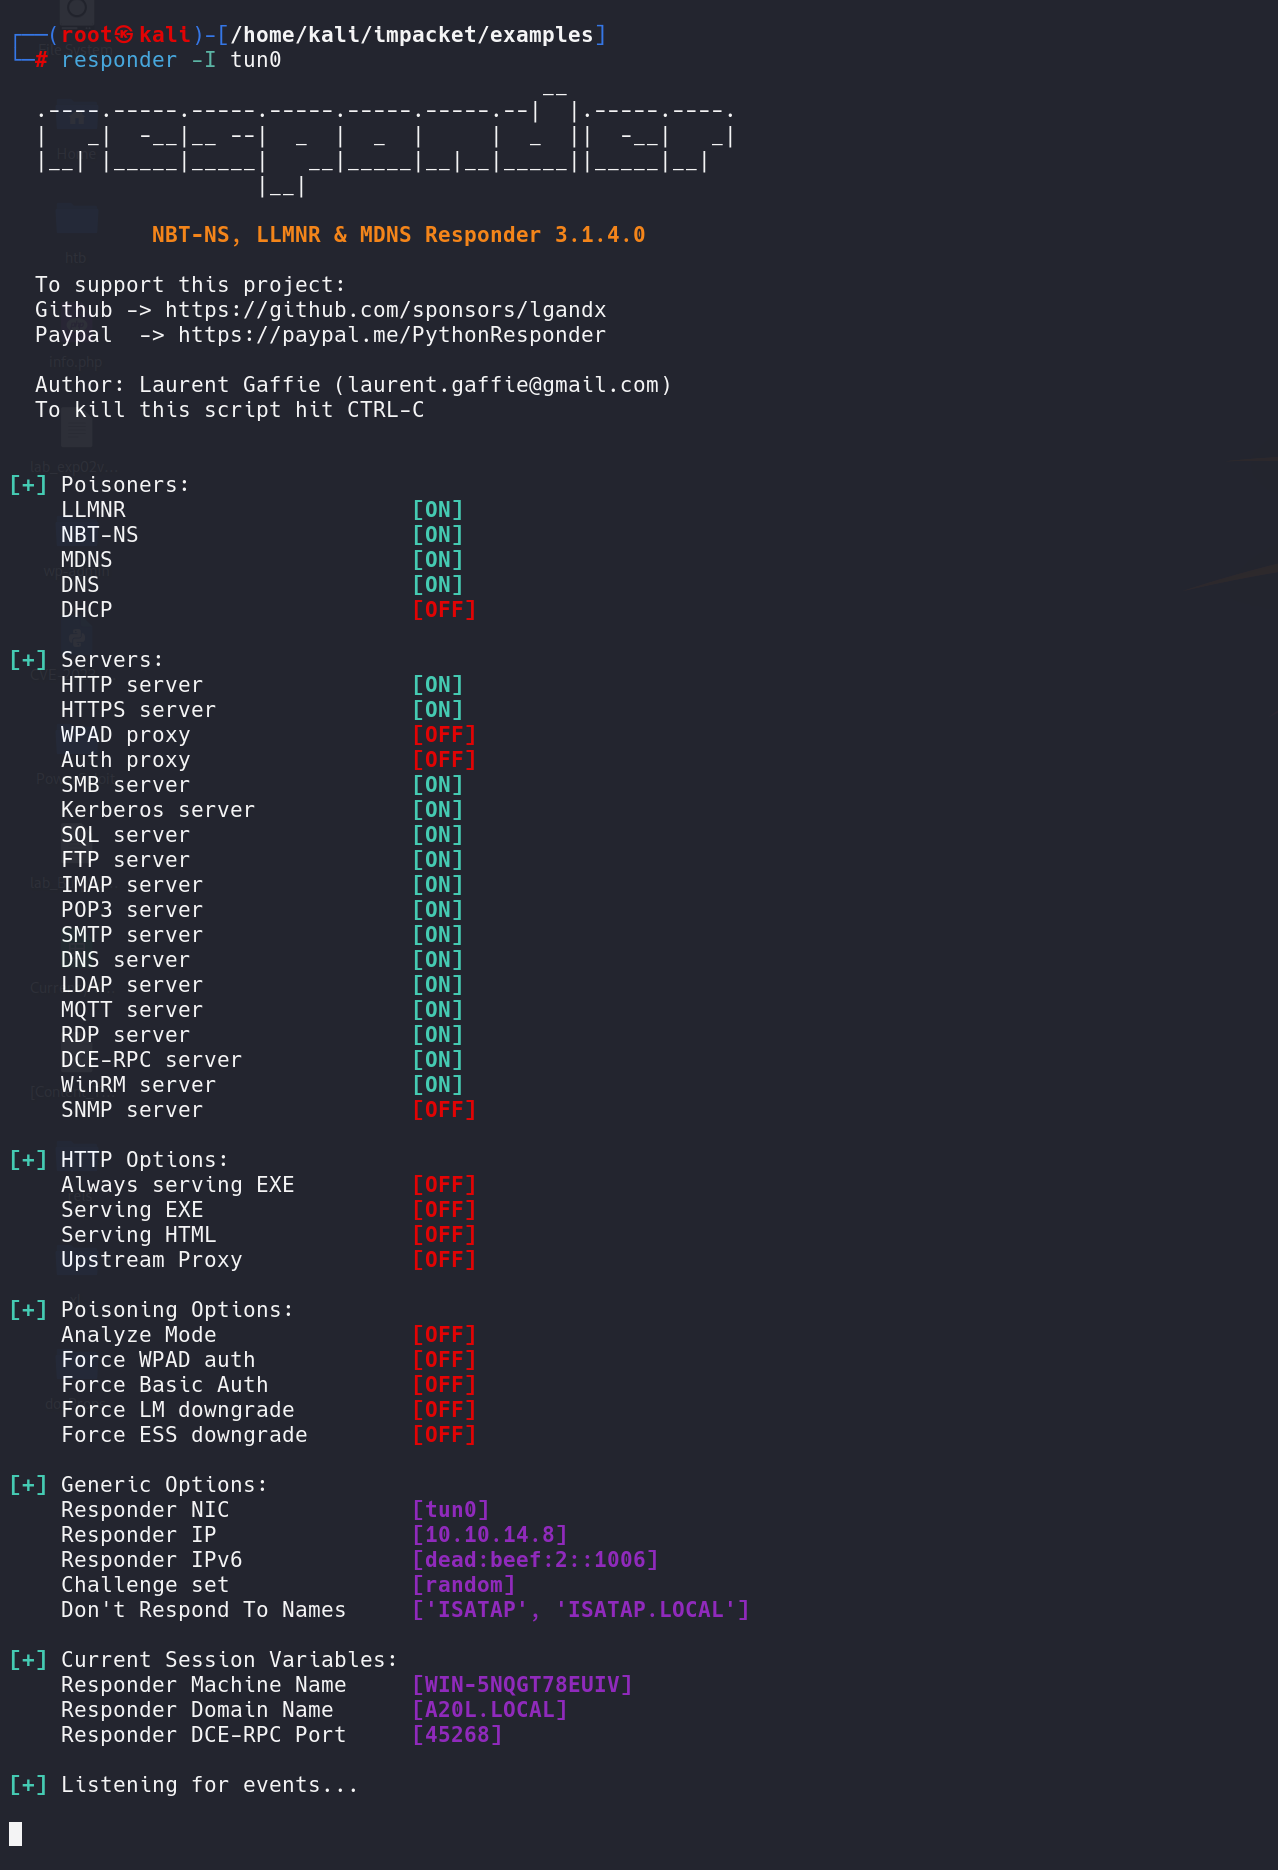 ┌──(root㉿kali)-[/home/kali/impacket/examples]
└─# responder -I tun0
                                         __
  .----.-----.-----.-----.-----.-----.--|  |.-----.----.
  |   _|  -__|__ --|  _  |  _  |     |  _  ||  -__|   _|
  |__| |_____|_____|   __|_____|__|__|_____||_____|__|
                   |__|
NBT-NS, LLMNR & MDNS Responder 3.1.4.0
To support this project:
Github -> https://github.com/sponsors/lgandx
Paypal  -> https://paypal.me/PythonResponder
Author: Laurent Gaffie (laurent.gaffie@gmail.com)
To kill this script hit CTRL-C
[+] Poisoners:
LLMNR [ON]
NBT-NS [ON]
MDNS [ON]
DNS [ON]
DHCP [OFF]
[+] Servers:
HTTP server [ON]
HTTPS server [ON]
WPAD proxy [OFF]
Auth proxy [OFF]
SMB server [ON]
Kerberos server [ON]
SQL server [ON]
FTP server [ON]
IMAP server [ON]
POP3 server [ON]
SMTP server [ON]
DNS server [ON]
LDAP server [ON]
MQTT server [ON]
RDP server [ON]
DCE-RPC server [ON]
WinRM server [ON]
SNMP server [OFF]
[+] HTTP Options:
Always serving EXE [OFF]
Serving EXE [OFF]
Serving HTML [OFF]
Upstream Proxy [OFF]
[+] Poisoning Options:
Analyze Mode [OFF]
Force WPAD auth [OFF]
Force Basic Auth [OFF]
Force LM downgrade [OFF]
Force ESS downgrade [OFF]
[+] Generic Options:
Responder NIC [tun0]
Responder IP [10.10.14.8]
Responder IPv6 [dead:beef:2::1006]
Challenge set [random]
Don't Respond To Names ['ISATAP', 'ISATAP.LOCAL']
[+] Current Session Variables:
Responder Machine Name [WIN-5NQGT78EUIV]
Responder Domain Name [A20L.LOCAL]
Responder DCE-RPC Port [45268]
[+] Listening for events...